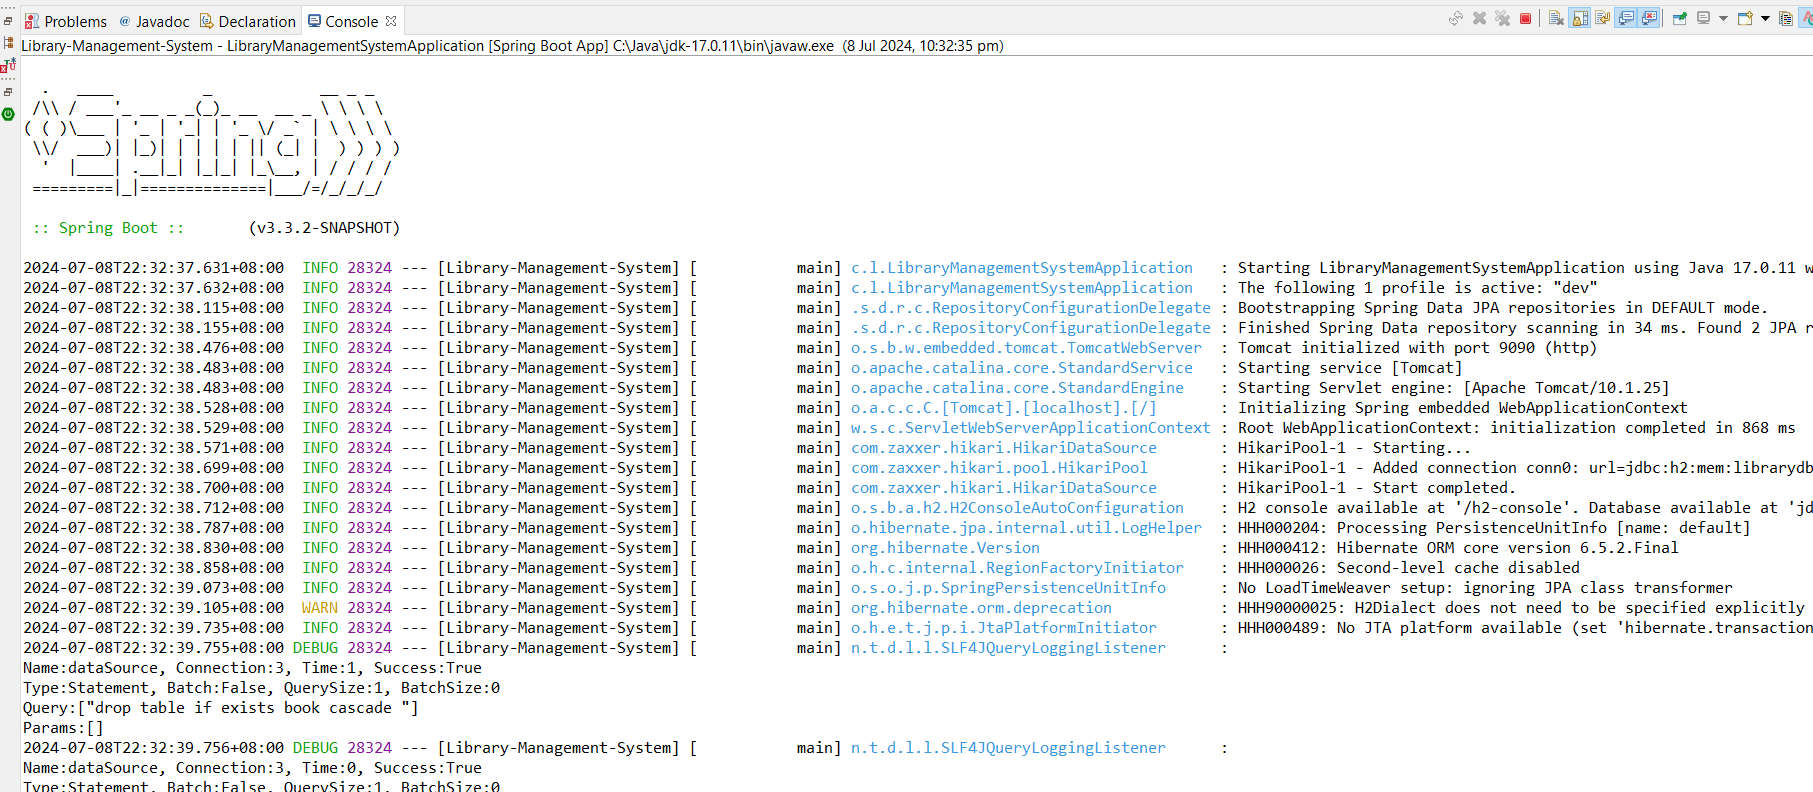 Problems @ Javadoc Declaration Console
Library-Management-System - LibraryManagementSystemApplication [Spring Boot App] C:\Java\jdk-17.0.11\bin\javaw.exe (8 Jul 2024, 10:32:35 pm)
  .   ____          _            __ _ _
 /\\ / ___'_ __ _ _(_)_ __  __ _ \ \ \ \
( ( )\___ | '_ | '_| | '_ \/ _` | \ \ \ \
 \\/  ___)| |_)| | | | | || (_| |  ) ) ) )
  '  |____| .__|_| |_|_| |_\__, | / / / /
 =========|_|==============|___/=/_/_/_/
:: Spring Boot ::       (v3.3.2-SNAPSHOT)
2024-07-08T22:32:37.631+08:00  INFO 28324 --- [Library-Management-System] [           main] c.l.LibraryManagementSystemApplication   : Starting LibraryManagementSystemApplication using Java 17.0.11 w
2024-07-08T22:32:37.632+08:00  INFO 28324 --- [Library-Management-System] [           main] c.l.LibraryManagementSystemApplication   : The following 1 profile is active: "dev"
2024-07-08T22:32:38.115+08:00  INFO 28324 --- [Library-Management-System] [           main] .s.d.r.c.RepositoryConfigurationDelegate : Bootstrapping Spring Data JPA repositories in DEFAULT mode.
2024-07-08T22:32:38.155+08:00  INFO 28324 --- [Library-Management-System] [           main] .s.d.r.c.RepositoryConfigurationDelegate : Finished Spring Data repository scanning in 34 ms. Found 2 JPA r
2024-07-08T22:32:38.476+08:00  INFO 28324 --- [Library-Management-System] [           main] o.s.b.w.embedded.tomcat.TomcatWebServer  : Tomcat initialized with port 9090 (http)
2024-07-08T22:32:38.483+08:00  INFO 28324 --- [Library-Management-System] [           main] o.apache.catalina.core.StandardService   : Starting service [Tomcat]
2024-07-08T22:32:38.483+08:00  INFO 28324 --- [Library-Management-System] [           main] o.apache.catalina.core.StandardEngine    : Starting Servlet engine: [Apache Tomcat/10.1.25]
2024-07-08T22:32:38.528+08:00  INFO 28324 --- [Library-Management-System] [           main] o.a.c.c.C.[Tomcat].[localhost].[/]       : Initializing Spring embedded WebApplicationContext
2024-07-08T22:32:38.529+08:00  INFO 28324 --- [Library-Management-System] [           main] w.s.c.ServletWebServerApplicationContext : Root WebApplicationContext: initialization completed in 868 ms
2024-07-08T22:32:38.571+08:00  INFO 28324 --- [Library-Management-System] [           main] com.zaxxer.hikari.HikariDataSource       : HikariPool-1 - Starting...
2024-07-08T22:32:38.699+08:00  INFO 28324 --- [Library-Management-System] [           main] com.zaxxer.hikari.pool.HikariPool        : HikariPool-1 - Added connection conn0: url=jdbc:h2:mem:librarydb
2024-07-08T22:32:38.700+08:00  INFO 28324 --- [Library-Management-System] [           main] com.zaxxer.hikari.HikariDataSource       : HikariPool-1 - Start completed.
2024-07-08T22:32:38.712+08:00  INFO 28324 --- [Library-Management-System] [           main] o.s.b.a.h2.H2ConsoleAutoConfiguration    : H2 console available at '/h2-console'. Database available at 'jd
2024-07-08T22:32:38.787+08:00  INFO 28324 --- [Library-Management-System] [           main] o.hibernate.jpa.internal.util.LogHelper  : HHH000204: Processing PersistenceUnitInfo [name: default]
2024-07-08T22:32:38.830+08:00  INFO 28324 --- [Library-Management-System] [           main] org.hibernate.Version                    : HHH000412: Hibernate ORM core version 6.5.2.Final
2024-07-08T22:32:38.858+08:00  INFO 28324 --- [Library-Management-System] [           main] o.h.c.internal.RegionFactoryInitiator    : HHH000026: Second-level cache disabled
2024-07-08T22:32:39.073+08:00  INFO 28324 --- [Library-Management-System] [           main] o.s.o.j.p.SpringPersistenceUnitInfo      : No LoadTimeWeaver setup: ignoring JPA class transformer
2024-07-08T22:32:39.105+08:00  WARN 28324 --- [Library-Management-System] [           main] org.hibernate.orm.deprecation            : HHH90000025: H2Dialect does not need to be specified explicitly
2024-07-08T22:32:39.735+08:00  INFO 28324 --- [Library-Management-System] [           main] o.h.e.t.j.p.i.JtaPlatformInitiator       : HHH000489: No JTA platform available (set 'hibernate.transaction
2024-07-08T22:32:39.755+08:00 DEBUG 28324 --- [Library-Management-System] [           main] n.t.d.l.l.SLF4JQueryLoggingListener      :
Name:dataSource, Connection:3, Time:1, Success:True
Type:Statement, Batch:False, QuerySize:1, BatchSize:0
Query:["drop table if exists book cascade "]
Params:[]
2024-07-08T22:32:39.756+08:00 DEBUG 28324 --- [Library-Management-System] [           main] n.t.d.l.l.SLF4JQueryLoggingListener      :
Name:dataSource, Connection:3, Time:0, Success:True
Type:Statement, Batch:False, QuerySize:1, BatchSize:0